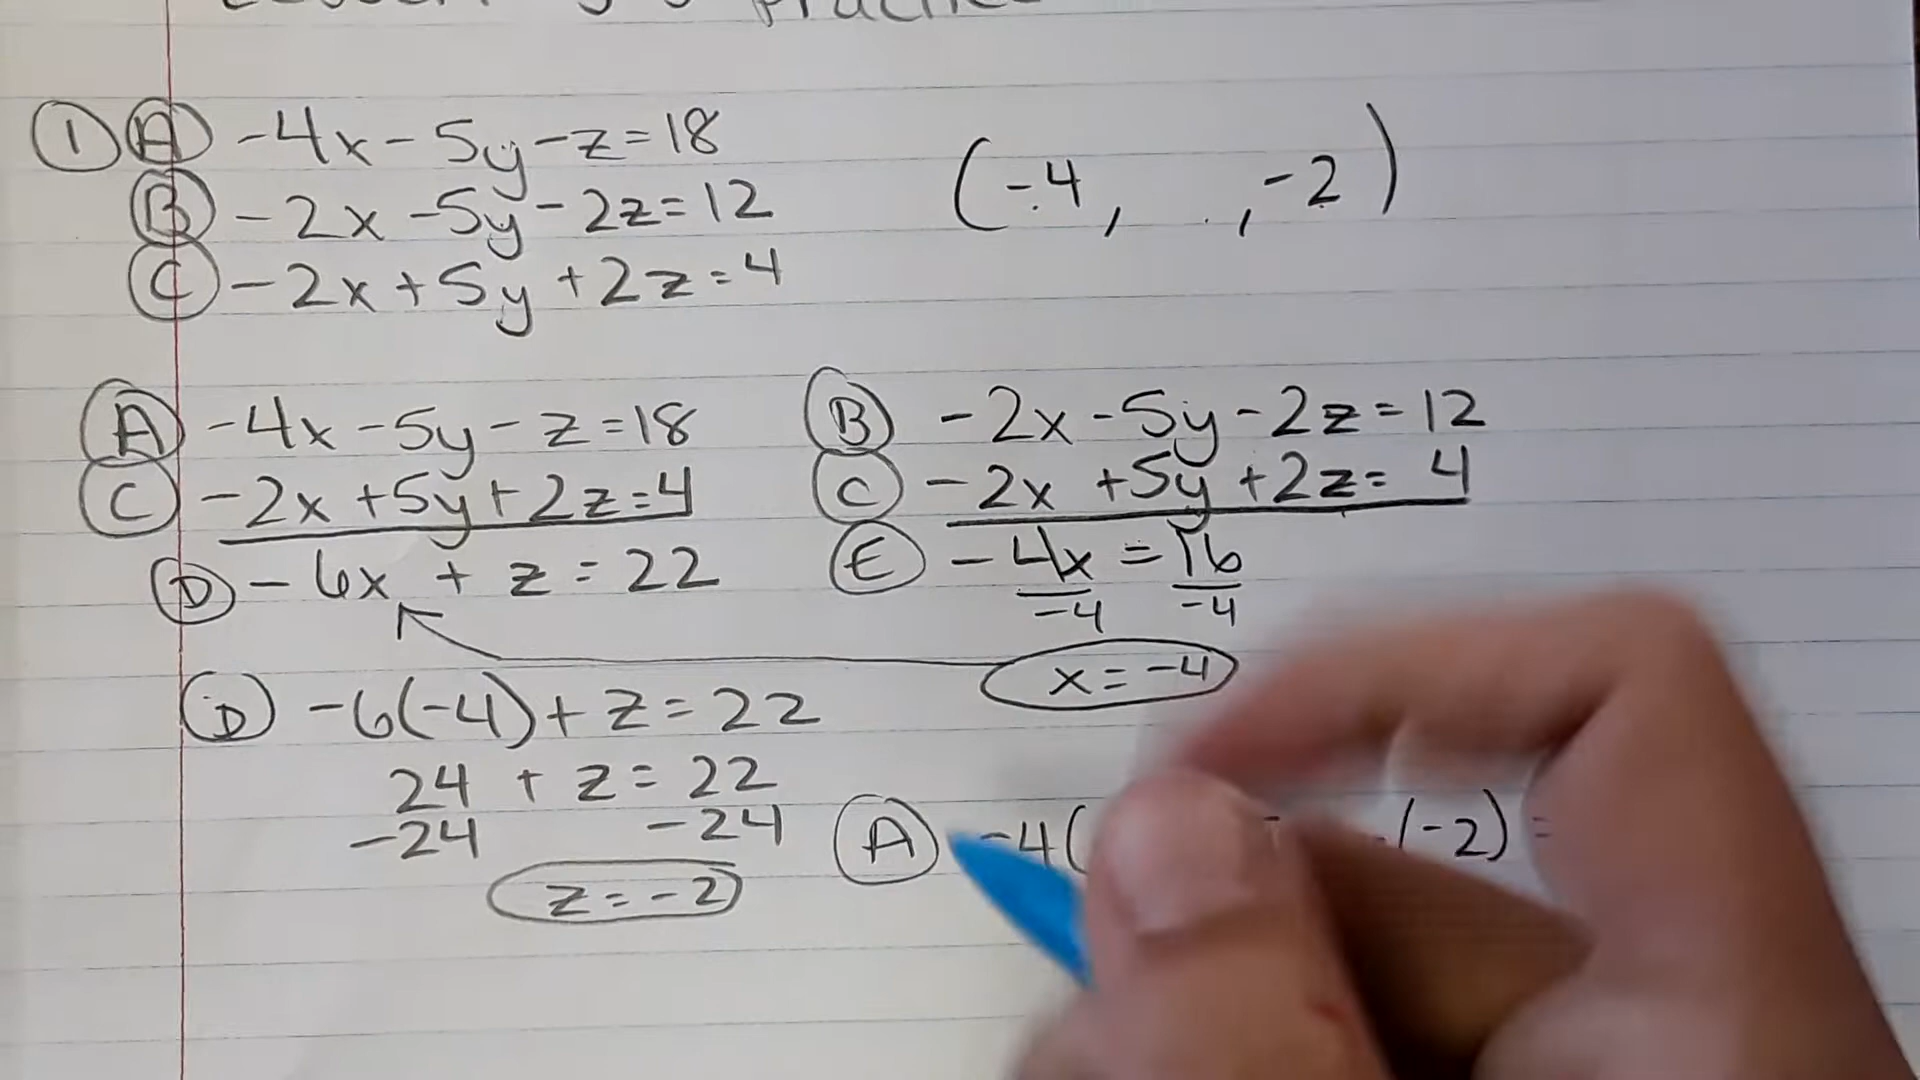 ① Ⓐ -4x - 5y - z = 18
Ⓑ -2x - 5y - 2z = 12
Ⓒ -2x + 5y + 2z = 4
(-4, , -2)
Ⓐ -4x - 5y - z = 18
Ⓒ -2x + 5y + 2z = 4
Ⓓ -6x + z = 22
Ⓑ -2x - 5y - 2z = 12
Ⓒ -2x + 5y + 2z = 4
Ⓔ -4x = 16
-4 -4
x = -4
Ⓓ -6(-4) + z = 22
24 + z = 22
-24 -24
z = -2
Ⓐ -4( -(-2) =